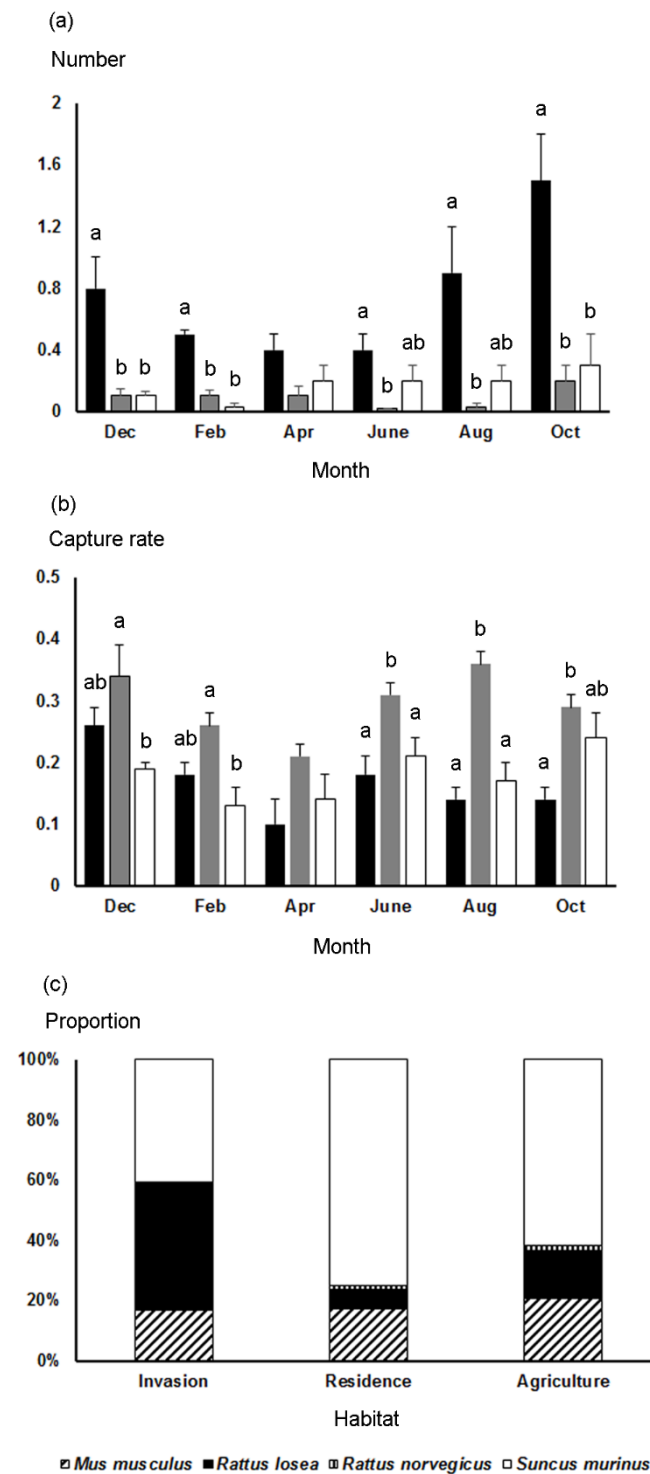 (a)
Number
2
a
a
1.6
1.2
a
a
0.8
a
0.4
ab
ab
b
b
b
b
b
b
b
b
0
Dec Feb Apr June Aug Oct
Month
(b)
Capture rate
0.5
a
b
0.4
ab
a
b
b
ab
0.3
ab
b
b
a
a
a
a
a
0.2
0.1
0
Dec Feb Apr June Aug Oct
Month
(c)
Proportion
100%
80%
60%
40%
20%
0%
Invasion Residence Agriculture
Habitat
Mus musculus Rattus losea Rattus norvegicus Suncus murinus